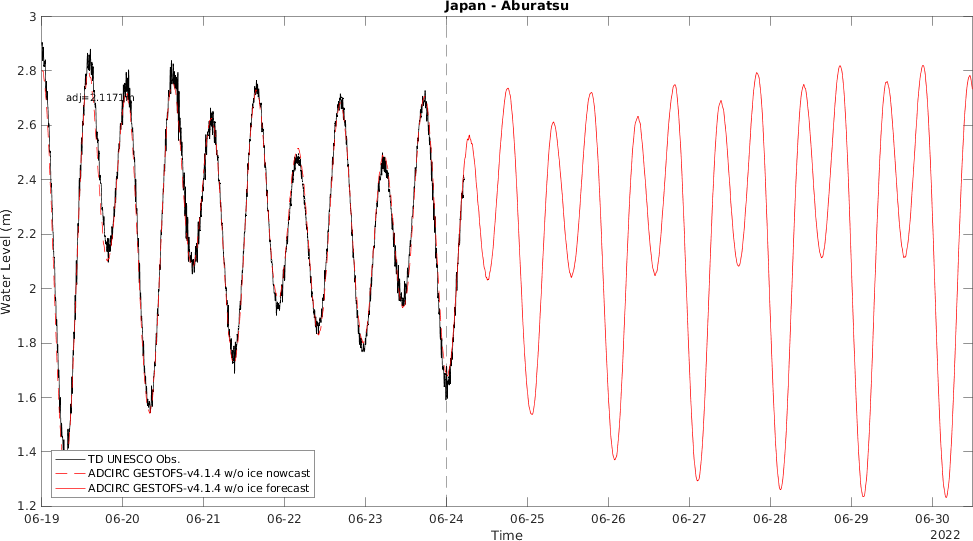 Japan - Aburatsu
3
2.8
2.6
2.4
2.2
2
1.8
1.6
1.4
1.2
Water Level (m)
adj=2.1171m
TD UNESCO Obs.
ADCIRC GESTOFS-v4.1.4 w/o ice nowcast
ADCIRC GESTOFS-v4.1.4 w/o ice forecast
06-19 06-20 06-21 06-22 06-23 06-24 06-25 06-26 06-27 06-28 06-29 06-30
Time
2022